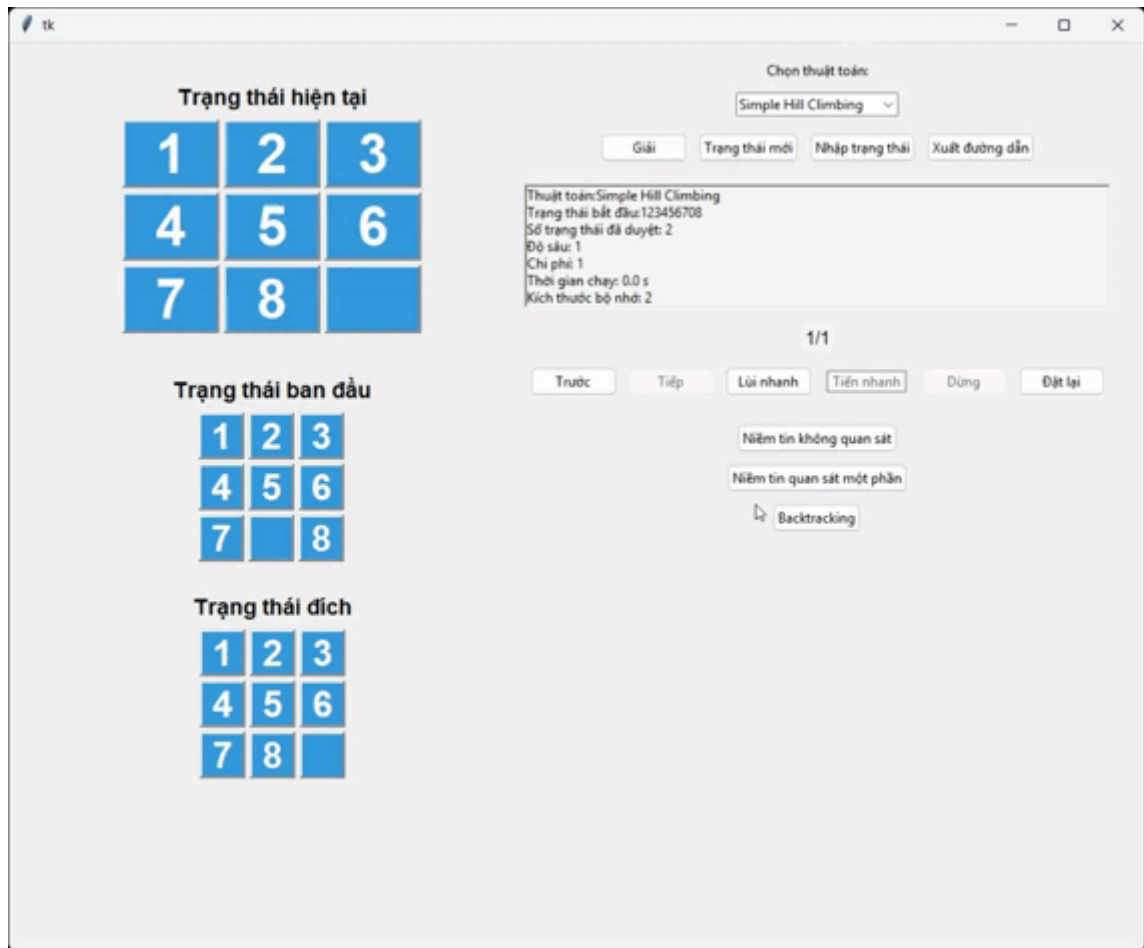 tk
Trạng thái hiện tại
1 2 3
4 5 6
7 8
Trạng thái ban đầu
1 2 3
4 5 6
7 8
Trạng thái đích
1 2 3
4 5 6
7 8
Chọn thuật toán:
Simple Hill Climbing
Giải Trạng thái mới Nhập trạng thái Xuất đường dẫn
Thuật toán:Simple Hill Climbing
Trạng thái bắt đầu:123456708
Số trạng thái đã duyệt: 2
Độ sâu: 1
Chi phí: 1
Thời gian chạy: 0.0 s
Kích thước bộ nhớ: 2
1/1
Trước Tiếp Lùi nhanh Tiến nhanh Dừng Đặt lại
Niềm tin không quan sát
Niềm tin quan sát một phần
Backtracking